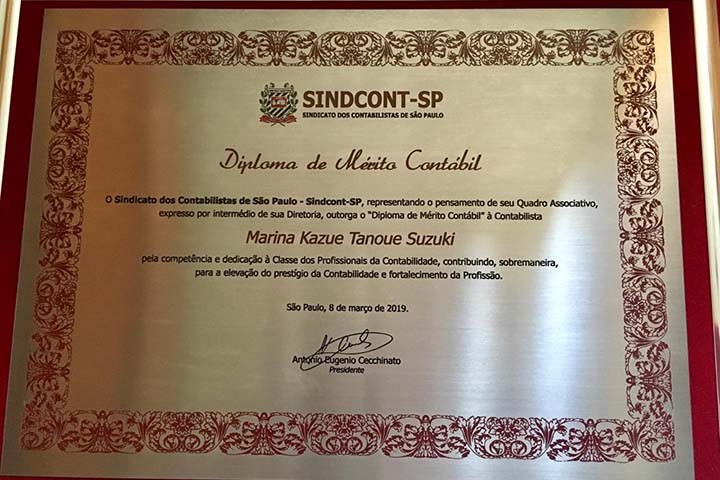 SINDCONT-SP
SINDICATO DOS CONTABILISTAS DE SÃO PAULO
Diploma de Mérito Contábil
O Sindicato dos Contabilistas de São Paulo - Sindcont-SP, representando o pensamento de seu Quadro Associativo,
expresso por intermédio de sua Diretoria, outorga o “Diploma de Mérito Contábil” à Contabilista
Marina Kazue Tanoue Suzuki
pela competência e dedicação à Classe dos Profissionais da Contabilidade, contribuindo, sobremaneira,
para a elevação do prestígio da Contabilidade e fortalecimento da Profissão.
São Paulo, 8 de março de 2019.
Antonio Eugenio Cecchinato
Presidente